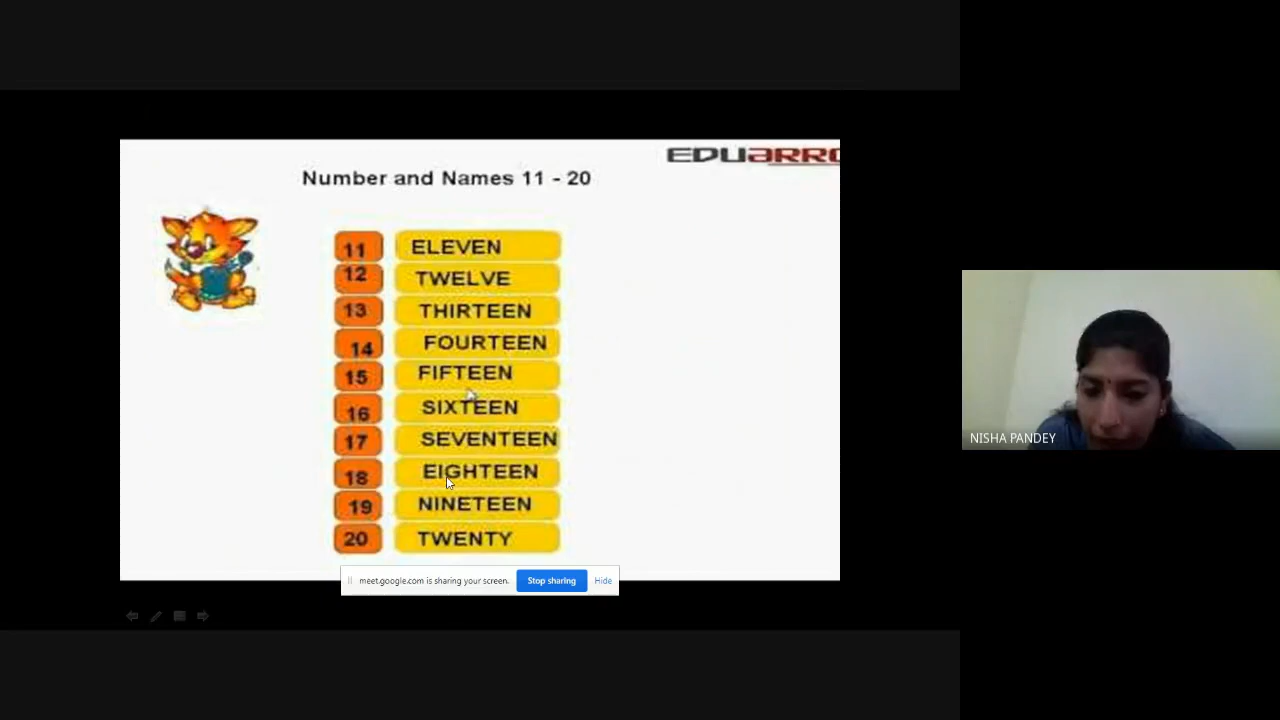 EDUARRO
Number and Names 11 - 20
11 ELEVEN
12 TWELVE
13 THIRTEEN
14 FOURTEEN
15 FIFTEEN
16 SIXTEEN
17 SEVENTEEN
18 EIGHTEEN
19 NINETEEN
20 TWENTY
NISHA PANDEY
meet.google.com is sharing your screen. Stop sharing Hide